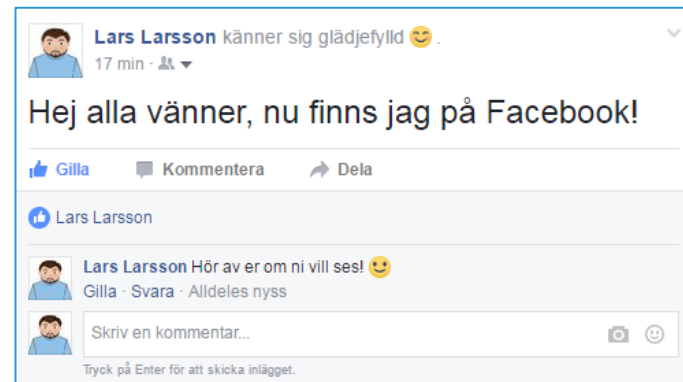 Lars Larsson känner sig glädjefylld 😊 .
17 min ·
Hej alla vänner, nu finns jag på Facebook!
Gilla Kommentera Dela
Lars Larsson
Lars Larsson Hör av er om ni vill ses! 🙂
Gilla · Svara · Alldeles nyss
Skriv en kommentar...
Tryck på Enter för att skicka inlägget.